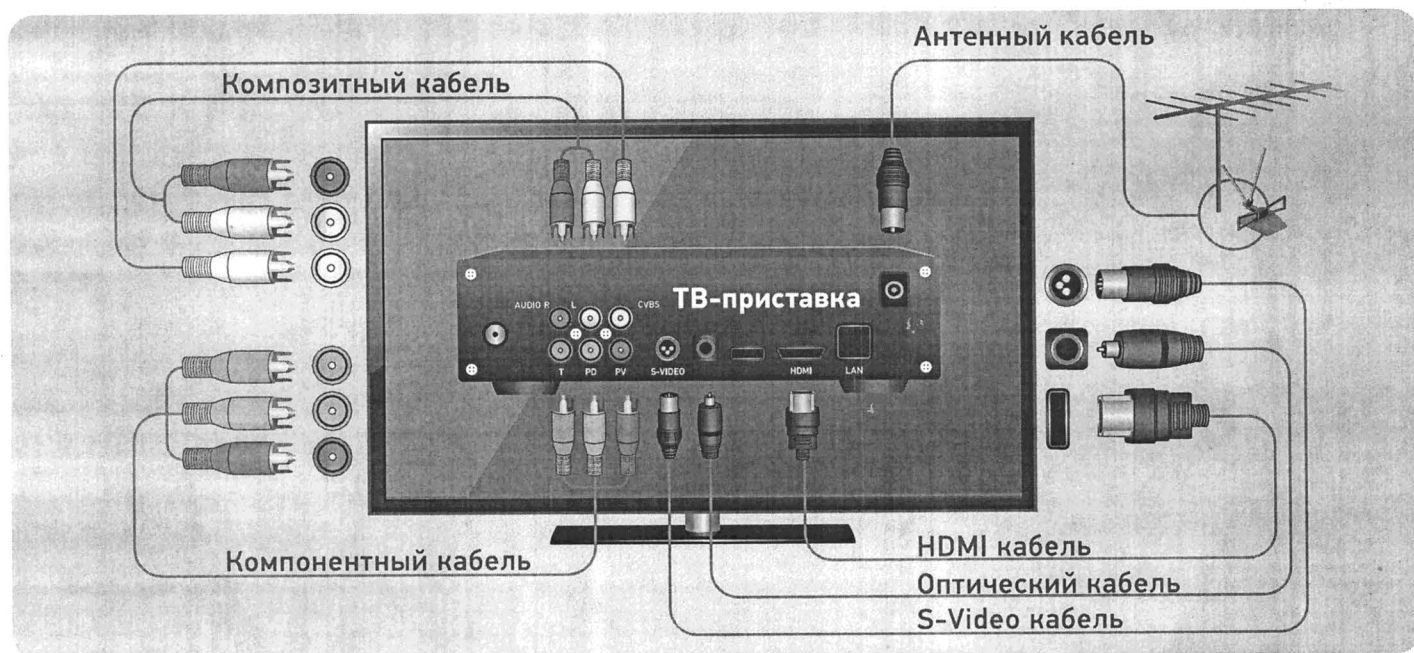 Антенный кабель
Композитный кабель
AUDIO R L CVBS
ТВ-приставка
T PD PV S-VIDEO HDMI LAN
HDMI кабель
Компонентный кабель
Оптический кабель
S-Video кабель